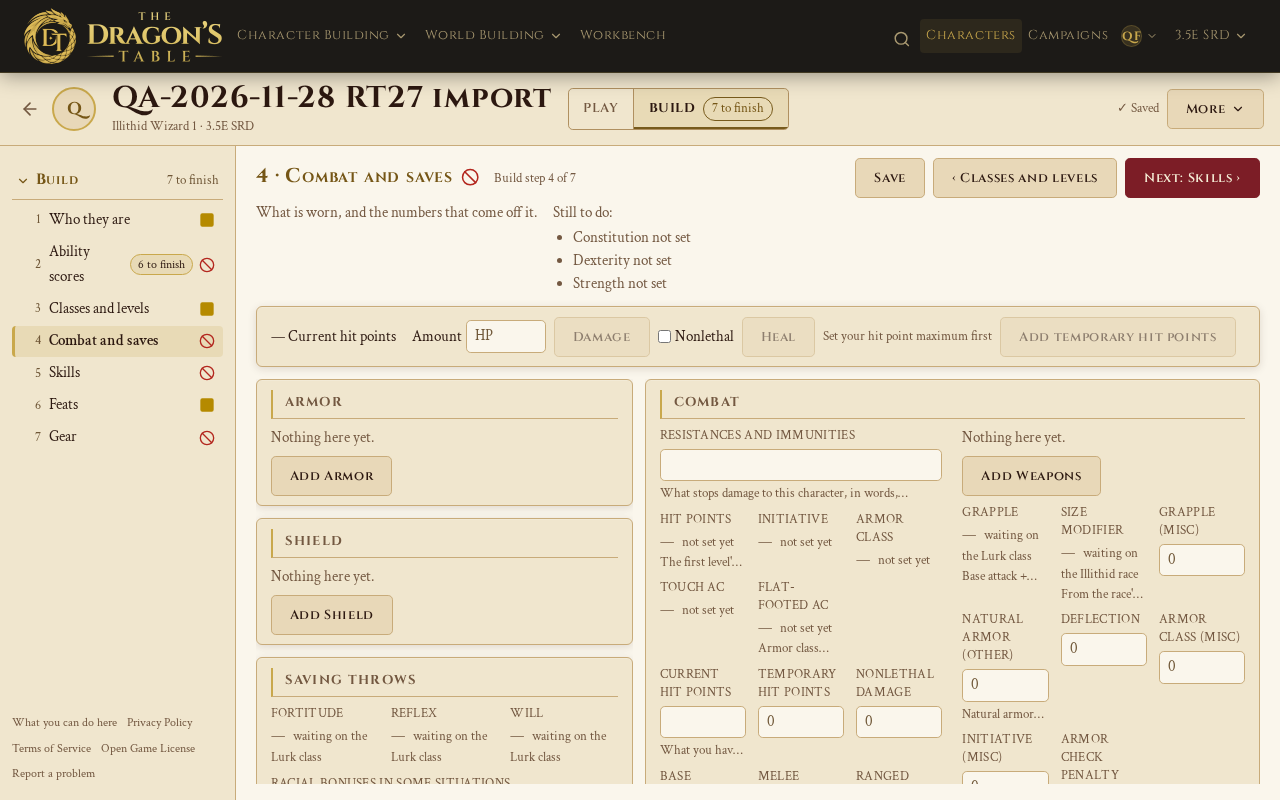 THE
DRAGON'S
TABLE
DT
CHARACTER BUILDING
WORLD BUILDING
WORKBENCH
CHARACTERS
CAMPAIGNS
QF
3.5E SRD
Q
QA-2026-11-28 RT27 IMPORT
Illithid Wizard 1 · 3.5E SRD
PLAY
BUILD
7 to finish
✓ Saved
MORE
BUILD
7 to finish
1 Who they are
2 Ability scores
6 to finish
3 Classes and levels
4 Combat and saves
5 Skills
6 Feats
7 Gear
What you can do here Privacy Policy
Terms of Service Open Game License
Report a problem
4 · COMBAT AND SAVES
Build step 4 of 7
SAVE
‹ CLASSES AND LEVELS
NEXT: SKILLS ›
What is worn, and the numbers that come off it.
Still to do:
• Constitution not set
• Dexterity not set
• Strength not set
— Current hit points
Amount
HP
DAMAGE
Nonlethal
HEAL
Set your hit point maximum first
ADD TEMPORARY HIT POINTS
ARMOR
Nothing here yet.
ADD ARMOR
SHIELD
Nothing here yet.
ADD SHIELD
SAVING THROWS
FORTITUDE
— waiting on the
Lurk class
REFLEX
— waiting on the
Lurk class
WILL
— waiting on the
Lurk class
RACIAL BONUSES IN SOME SITUATIONS
COMBAT
RESISTANCES AND IMMUNITIES
What stops damage to this character, in words,...
HIT POINTS
— not set yet
The first level'...
INITIATIVE
— not set yet
ARMOR
CLASS
— not set yet
TOUCH AC
— not set yet
FLAT-
FOOTED AC
— not set yet
Armor class...
CURRENT
HIT POINTS
What you hav...
TEMPORARY
HIT POINTS
0
NONLETHAL
DAMAGE
0
BASE
MELEE
RANGED
Nothing here yet.
ADD WEAPONS
GRAPPLE
— waiting on
the Lurk class
Base attack +...
SIZE
MODIFIER
— waiting on
the Illithid race
From the race'...
GRAPPLE
(MISC)
0
NATURAL
ARMOR
(OTHER)
0
Natural armor...
DEFLECTION
0
ARMOR
CLASS (MISC)
0
INITIATIVE
(MISC)
0
ARMOR
CHECK
PENALTY